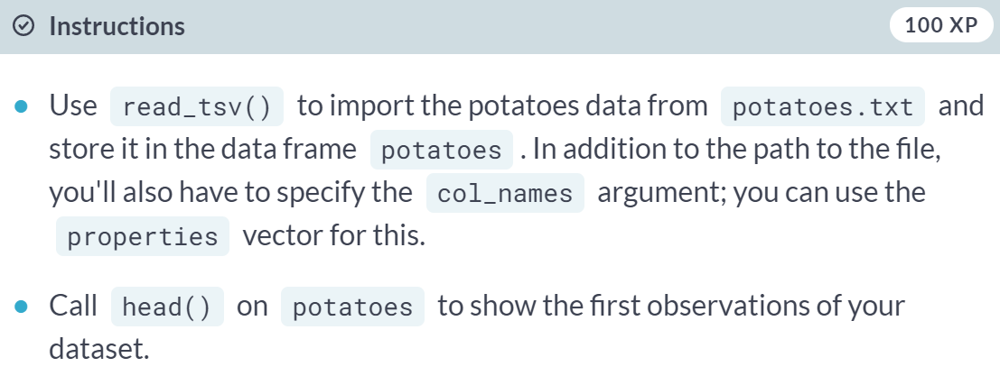 Instructions 100 XP
Use read_tsv() to import the potatoes data from potatoes.txt and
store it in the data frame potatoes . In addition to the path to the file,
you'll also have to specify the col_names argument; you can use the
properties vector for this.
Call head() on potatoes to show the first observations of your
dataset.